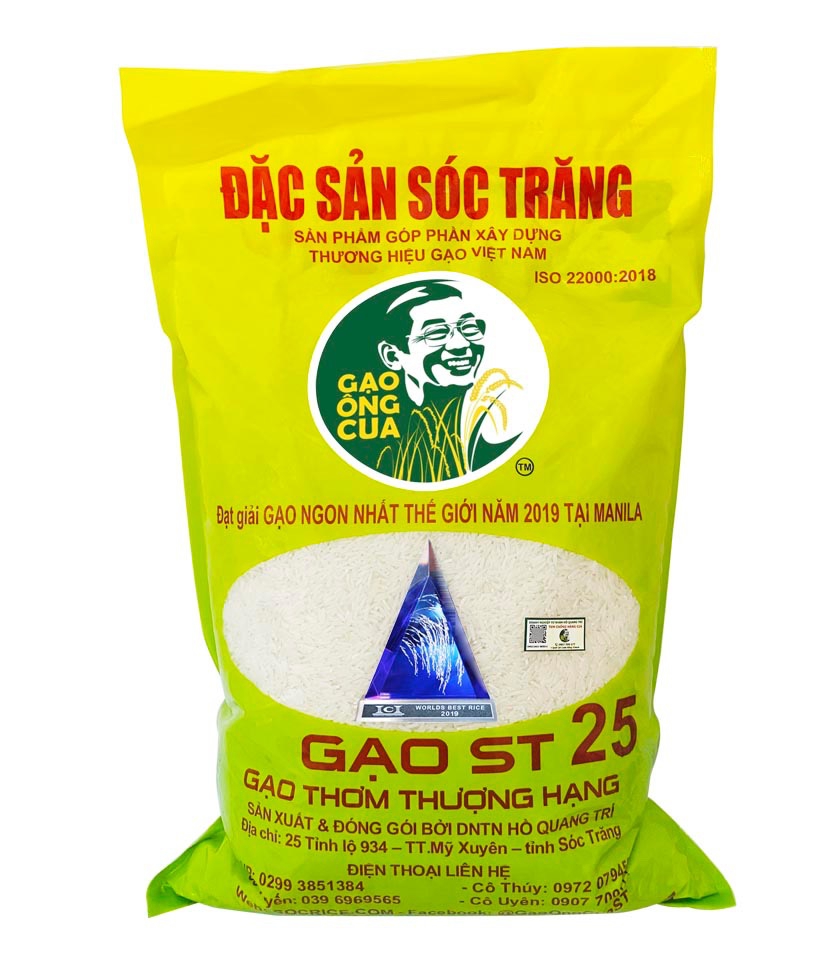 ĐẶC SẢN SÓC TRĂNG
SẢN PHẨM GÓP PHẦN XÂY DỰNG
THƯƠNG HIỆU GẠO VIỆT NAM
ISO 22000:2018
GẠO
ÔNG
CUA
TM
Đạt giải GẠO NGON NHẤT THẾ GIỚI NĂM 2019 TẠI MANILA
WORLDS BEST RICE
2019
GẠO ST 25
GẠO THƠM THƯỢNG HẠNG
SẢN XUẤT & ĐÓNG GÓI BỞI DNTN HỒ QUANG TRÍ
Địa chỉ: 25 Tỉnh lộ 934 – TT.Mỹ Xuyên – tỉnh Sóc Trăng
ĐIỆN THOẠI LIÊN HỆ
0299 3851384 - Cô Thúy: 0972 0794
yến: 039 6969565 - Cô Uyên: 0907